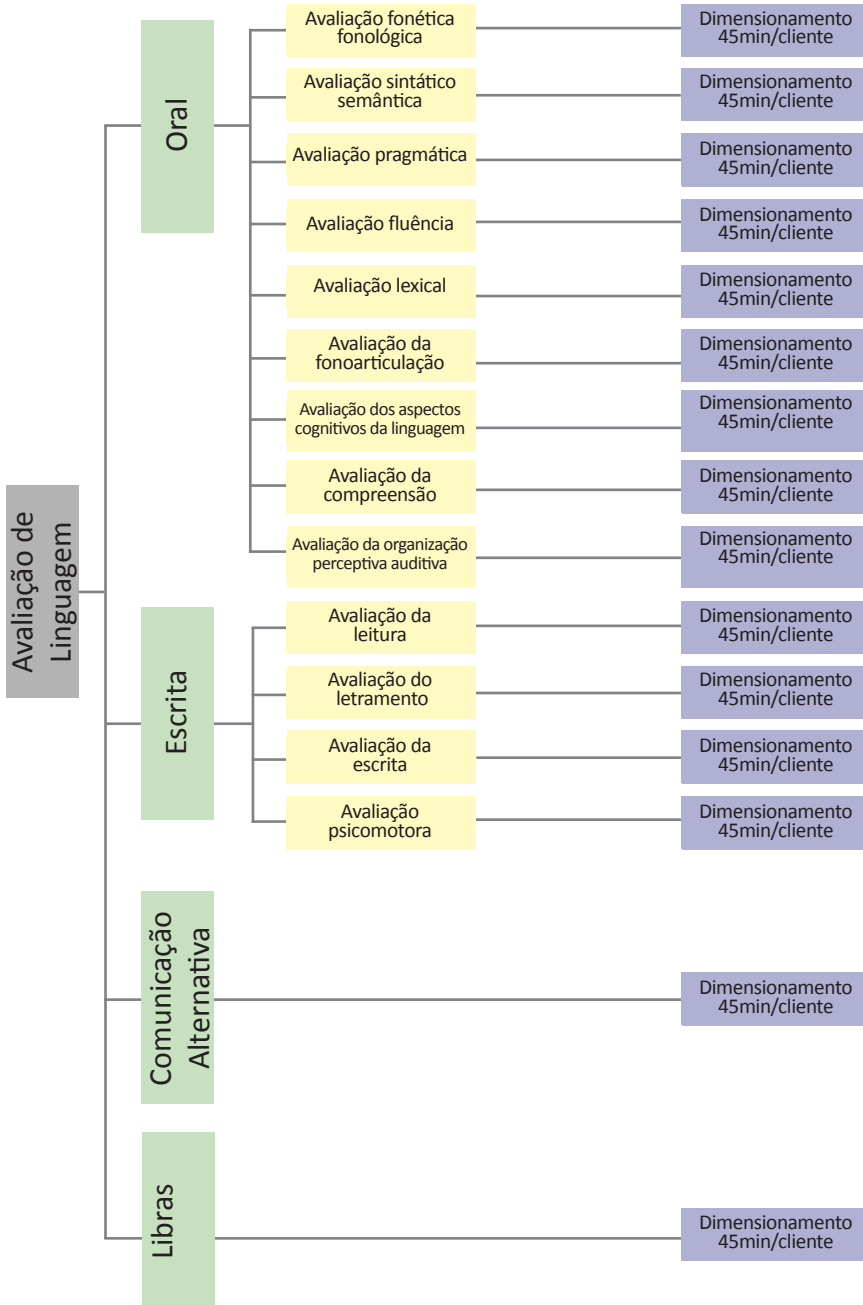 Avaliação de
Linguagem
Oral
Avaliação fonética
fonológica
Dimensionamento
45min/cliente
Avaliação sintático
semântica
Dimensionamento
45min/cliente
Avaliação pragmática
Dimensionamento
45min/cliente
Avaliação fluência
Dimensionamento
45min/cliente
Avaliação lexical
Dimensionamento
45min/cliente
Avaliação da
fonoarticulação
Dimensionamento
45min/cliente
Avaliação dos aspectos
cognitivos da linguagem
Dimensionamento
45min/cliente
Avaliação da
compreensão
Dimensionamento
45min/cliente
Avaliação da organização
perceptiva auditiva
Dimensionamento
45min/cliente
Escrita
Avaliação da
leitura
Dimensionamento
45min/cliente
Avaliação do
letramento
Dimensionamento
45min/cliente
Avaliação da
escrita
Dimensionamento
45min/cliente
Avaliação
psicomotora
Dimensionamento
45min/cliente
Comunicação
Alternativa
Dimensionamento
45min/cliente
Libras
Dimensionamento
45min/cliente